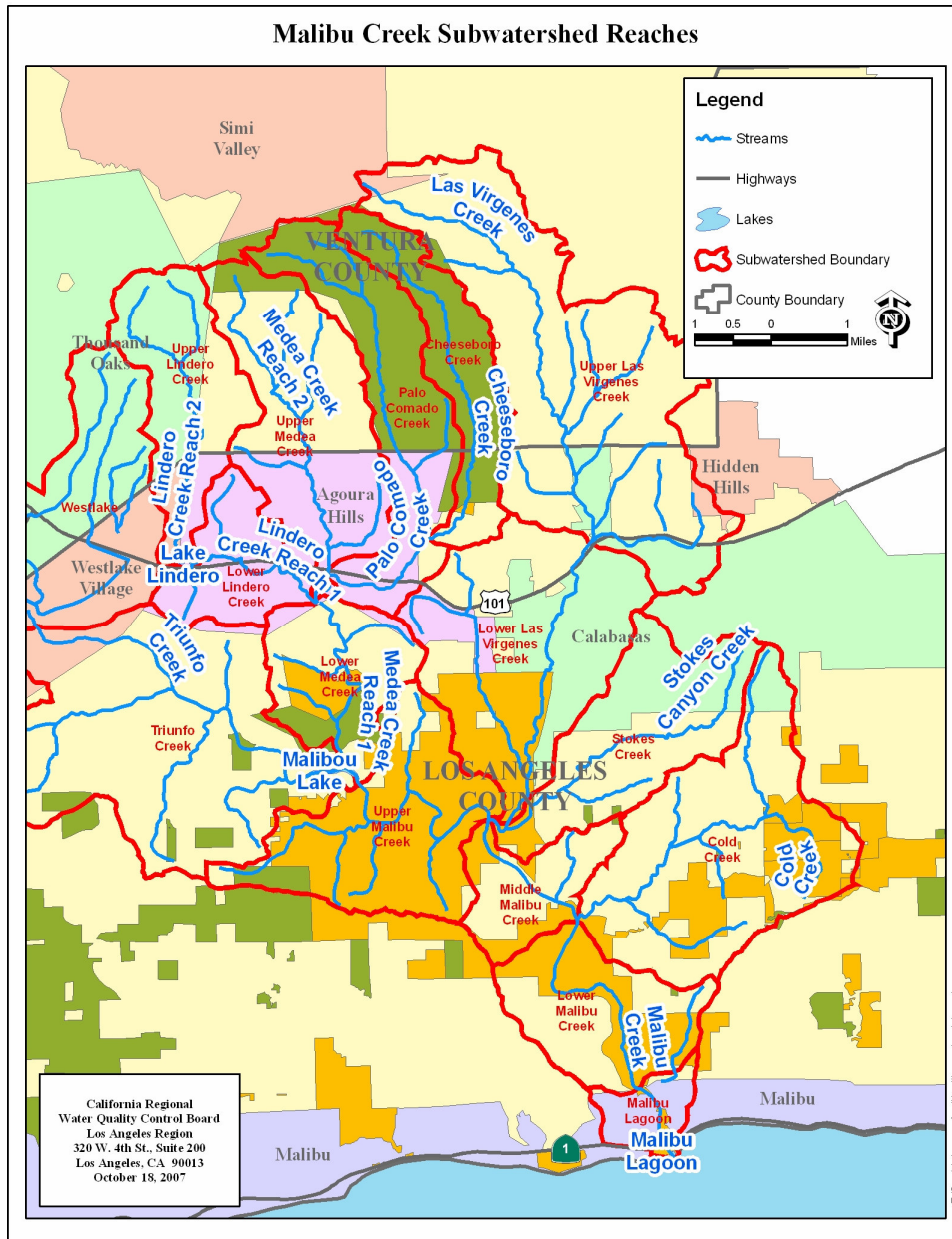 Malibu Creek Subwatershed Reaches
Legend
Streams
Highways
Lakes
Subwatershed Boundary
County Boundary
1 0.5 0 1
Miles
N
Simi
Valley
Las Virgenes
Creek
VENTURA
COUNTY
Thousand
Oaks
Upper
Lindero
Creek
Medea Creek
Reach 2
Cheeseboro
Creek
Cheeseboro
Creek
Upper Las
Virgenes
Creek
Palo
Comado
Creek
Upper
Medea
Creek
Lindero
Creek Reach 2
Hidden
Hills
Westlake
Agoura
Hills
Palo Comado
Creek
Lake
Lindero
Lindero
Creek Reach 1
Westlake
Village
Lower
Lindero
Creek
101
Triunfo
Creek
Lower Las
Virgenes
Creek
Calabasas
Stokes
Canyon Creek
Lower
Medea
Creek
Medea Creek
Reach 1
Triunfo
Creek
Stokes
Creek
Malibou
Lake
LOS ANGELES
COUNTY
Upper
Malibu
Creek
Cold
Creek
Cold
Creek
Middle
Malibu
Creek
Lower
Malibu
Creek
Malibu
Creek
Malibu
Lagoon
Malibu
Malibu
Lagoon
1
Malibu
California Regional
Water Quality Control Board
Los Angeles Region
320 W. 4th St., Suite 200
Los Angeles, CA 90013
October 18, 2007